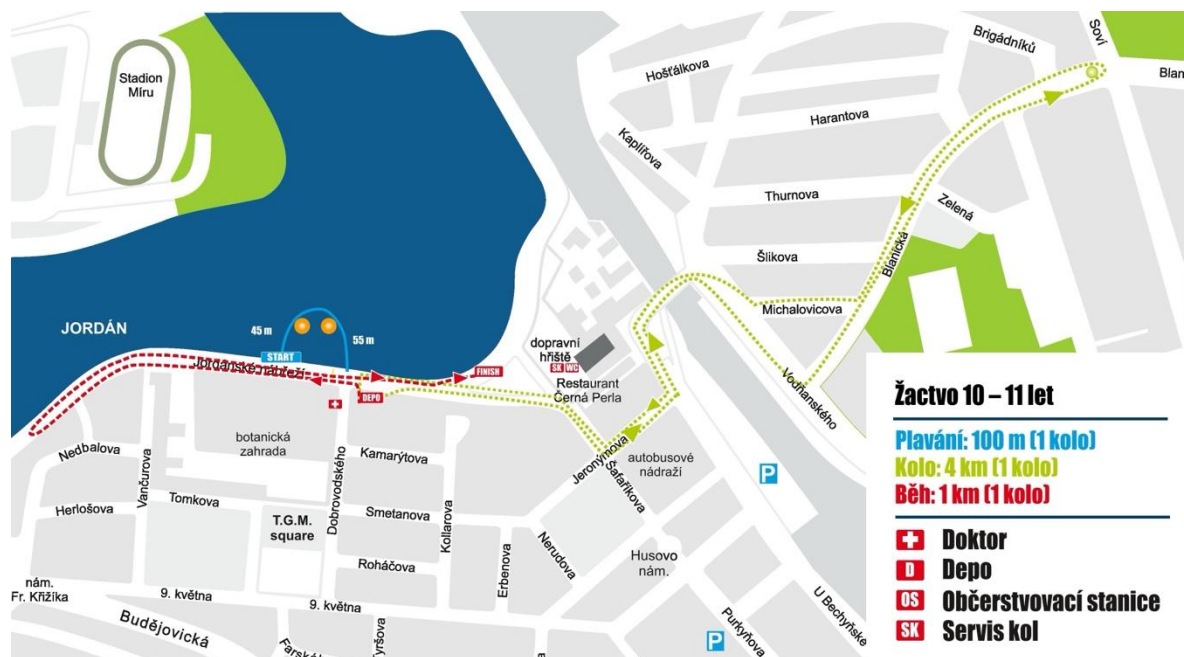 Stadion
Míru
Hošťálkova
Brigádníků
Soví
Blan
Harantova
Kaplířova
Thurnova
Zelená
Šlikova
Blanická
Michalovicova
JORDÁN
45 m
55 m
START
Jordánské nábřeží
FINISH
DEPO
dopravní
hřiště
SK WC
Restaurant
Černá Perla
Vodňanského
botanická
zahrada
Nedbalova
Vančurova
Kamarýtova
Jeronýmova
autobusové
nádraží
Šafaříkova
P
Tomkova
Herlošova
T.G.M.
square
Dobrovodského
Smetanova
Kollarova
Roháčova
Erbenova
Nerudova
Husovo
nám.
nám.
Fr. Křižíka
9. května
9. května
Budějovická
Farského
Tyršova
Purkyňova
U Bechyňské
P
Žactvo 10 – 11 let
Plavání: 100 m (1 kolo)
Kolo: 4 km (1 kolo)
Běh: 1 km (1 kolo)
Doktor
D Depo
OS Občerstvovací stanice
SK Servis kol